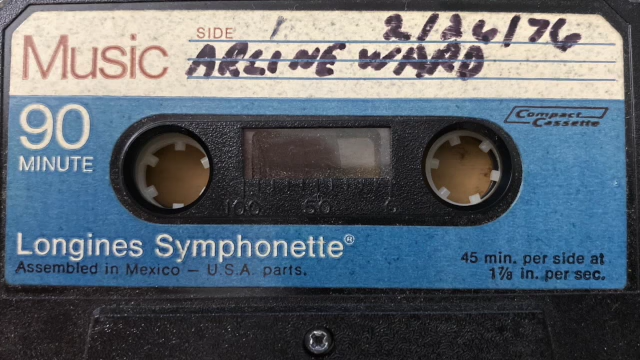 Music
SIDE 1
2/26/76
ARLINE WARD
90
MINUTE
Compact
Cassette
100 50 0
Longines Symphonette®
Assembled in Mexico — U.S.A. parts.
45 min. per side at
1⅞ in. per sec.